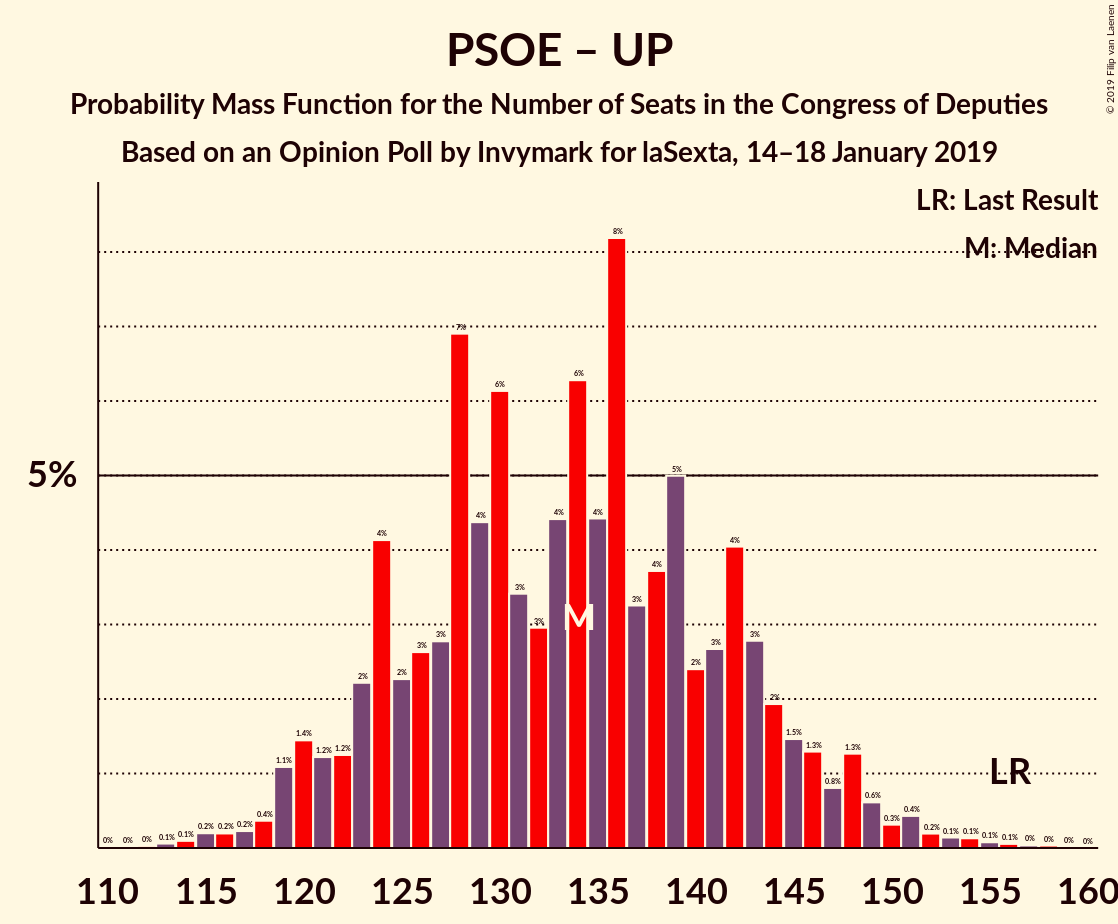 PSOE – UP
Probability Mass Function for the Number of Seats in the Congress of Deputies
Based on an Opinion Poll by Invymark for laSexta, 14–18 January 2019
© 2019 Filip van Laenen
LR: Last Result
M: Median
5%
0% 0% 0% 0.1% 0.1% 0.2% 0.2% 0.2% 0.4% 1.1% 1.4% 1.2% 1.2% 2% 4% 2% 3% 3% 7% 4% 6% 3% 3% 4% 6% 4% 8% 3% 4% 5% 2% 3% 4% 3% 2% 1.5% 1.3% 0.8% 1.3% 0.6% 0.3% 0.4% 0.2% 0.1% 0.1% 0.1% 0.1% 0% 0% 0% 0%
M
LR
110 115 120 125 130 135 140 145 150 155 160